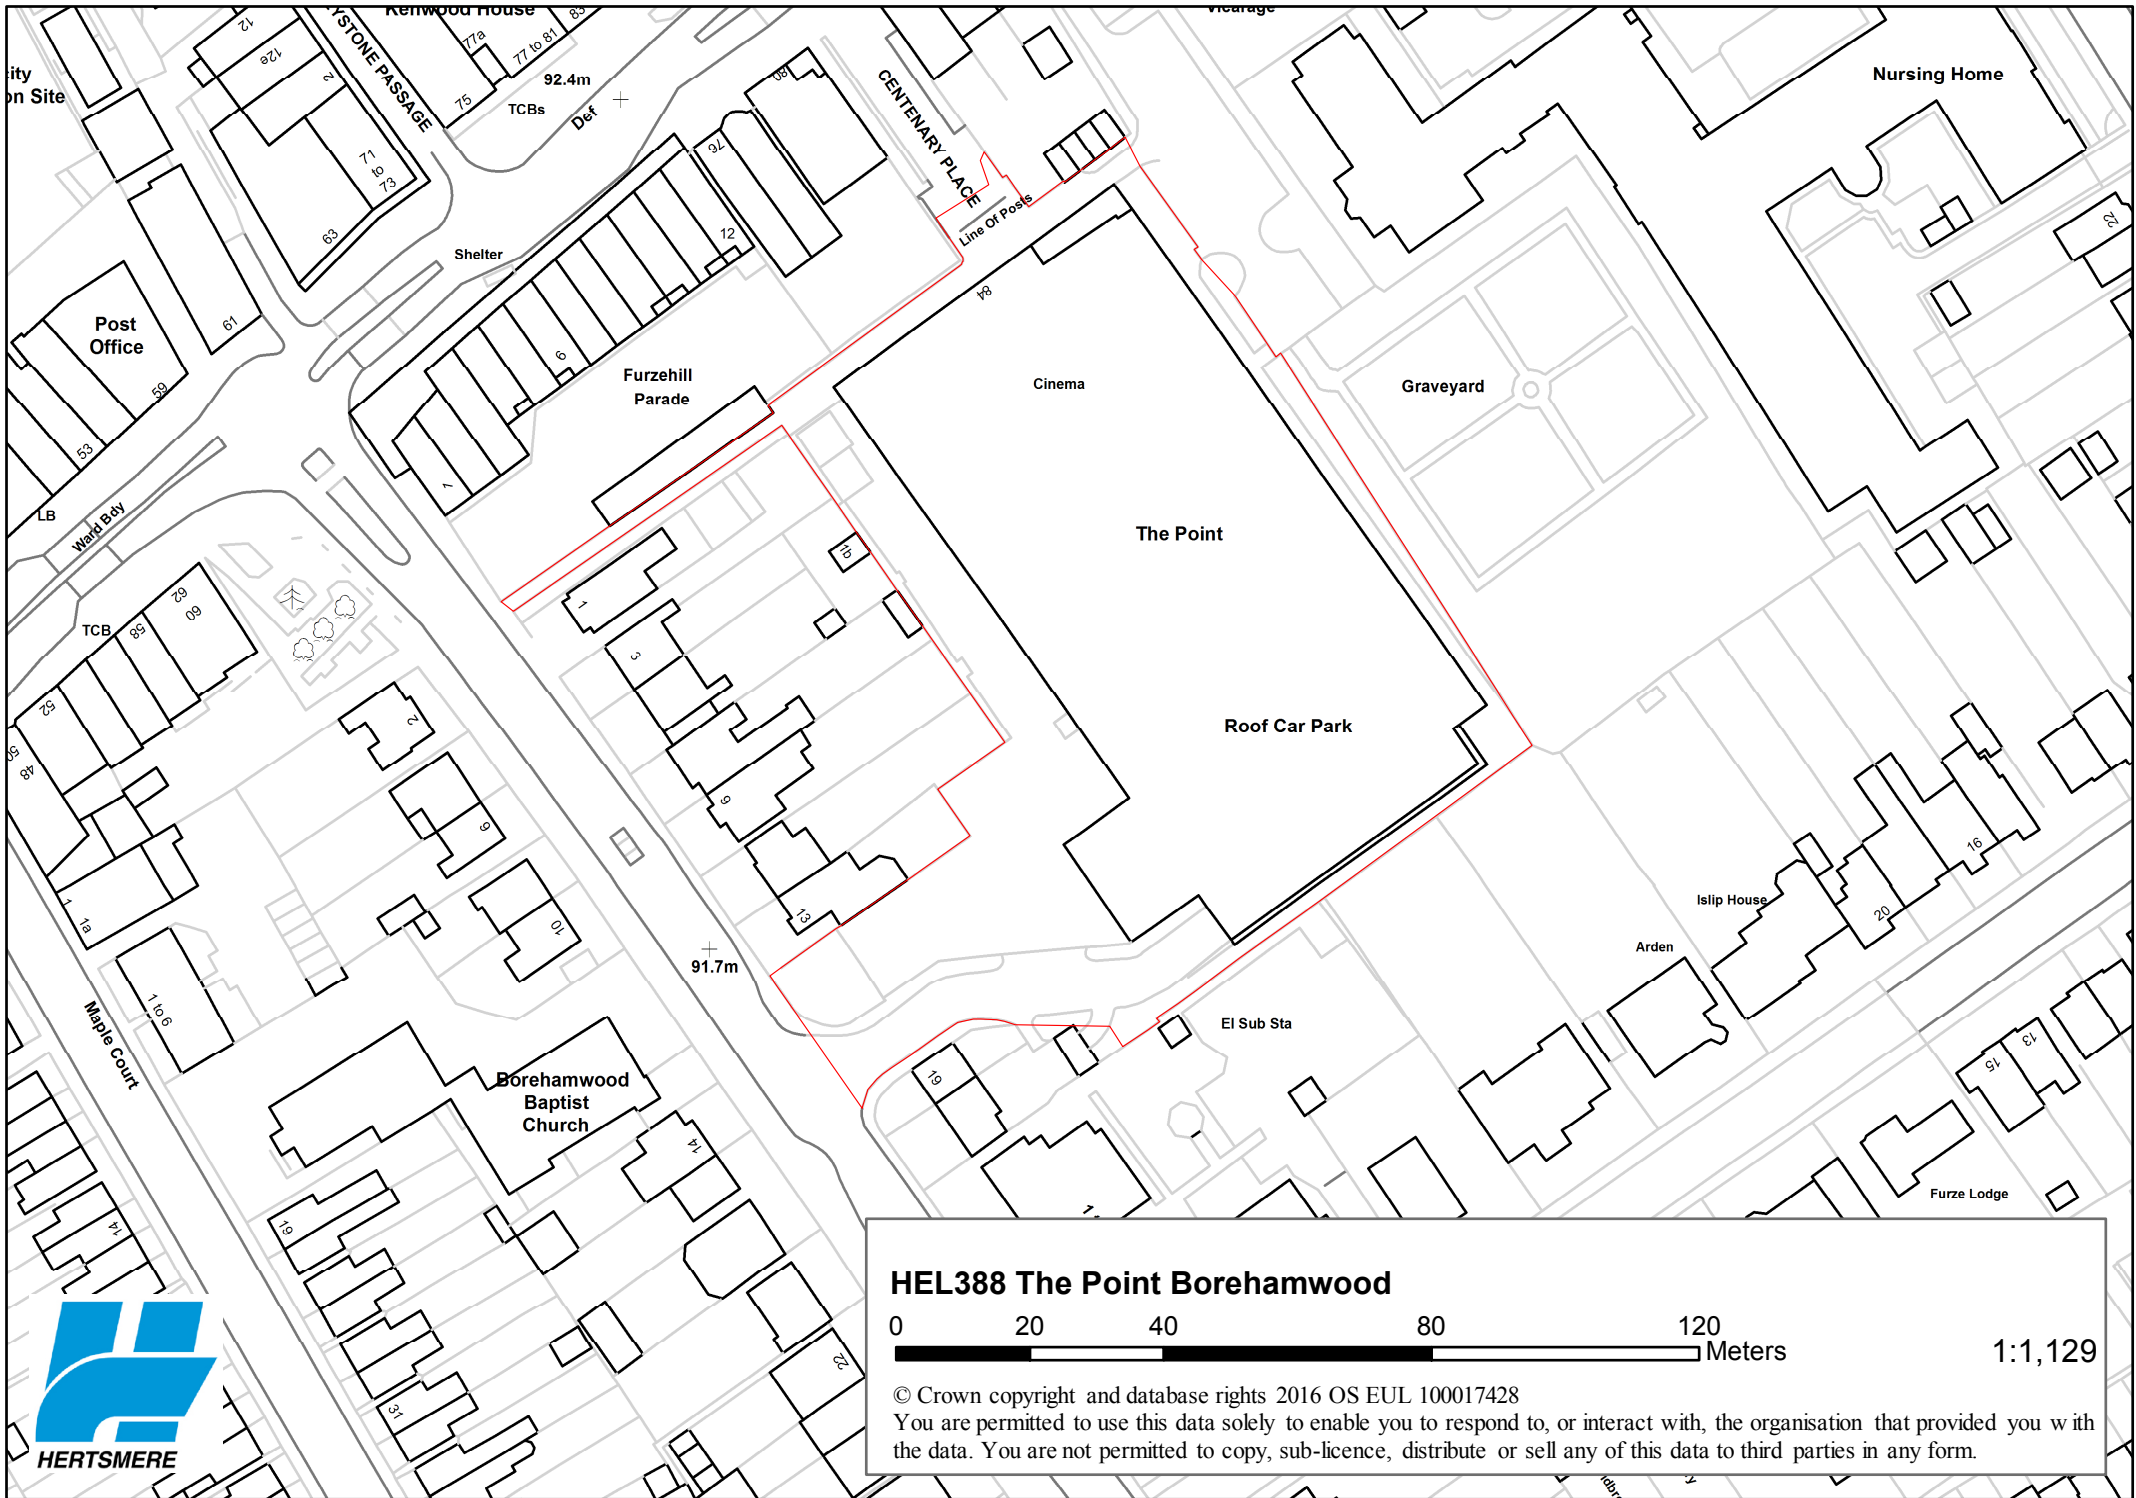 Kenwood House
83
Vicarage
77a
77 to 81
12
12e
2
YSTONE PASSAGE
city
on Site
75
92.4m
TCBs
Def
80
CENTENARY PLACE
Nursing Home
71
to
73
76
63
Shelter
12
Line Of Posts
22
84
61
Post
Office
59
6
Furzehill
Parade
Cinema
Graveyard
53
1
LB
Ward Bdy
The Point
1b
62
60
58
TCB
1
3
52
2
50
48
Roof Car Park
9
6
16
20
Islip House
1
1a
13
10
Arden
91.7m
1 to 6
Maple Court
El Sub Sta
13
15
19
Borehamwood
Baptist
Church
14
Furze Lodge
14
19
22
31
HEL388 The Point Borehamwood
0 20 40 80 120
Meters
1:1,129
© Crown copyright and database rights 2016 OS EUL 100017428
You are permitted to use this data solely to enable you to respond to, or interact with, the organisation that provided you with
the data. You are not permitted to copy, sub-licence, distribute or sell any of this data to third parties in any form.
HERTSMERE